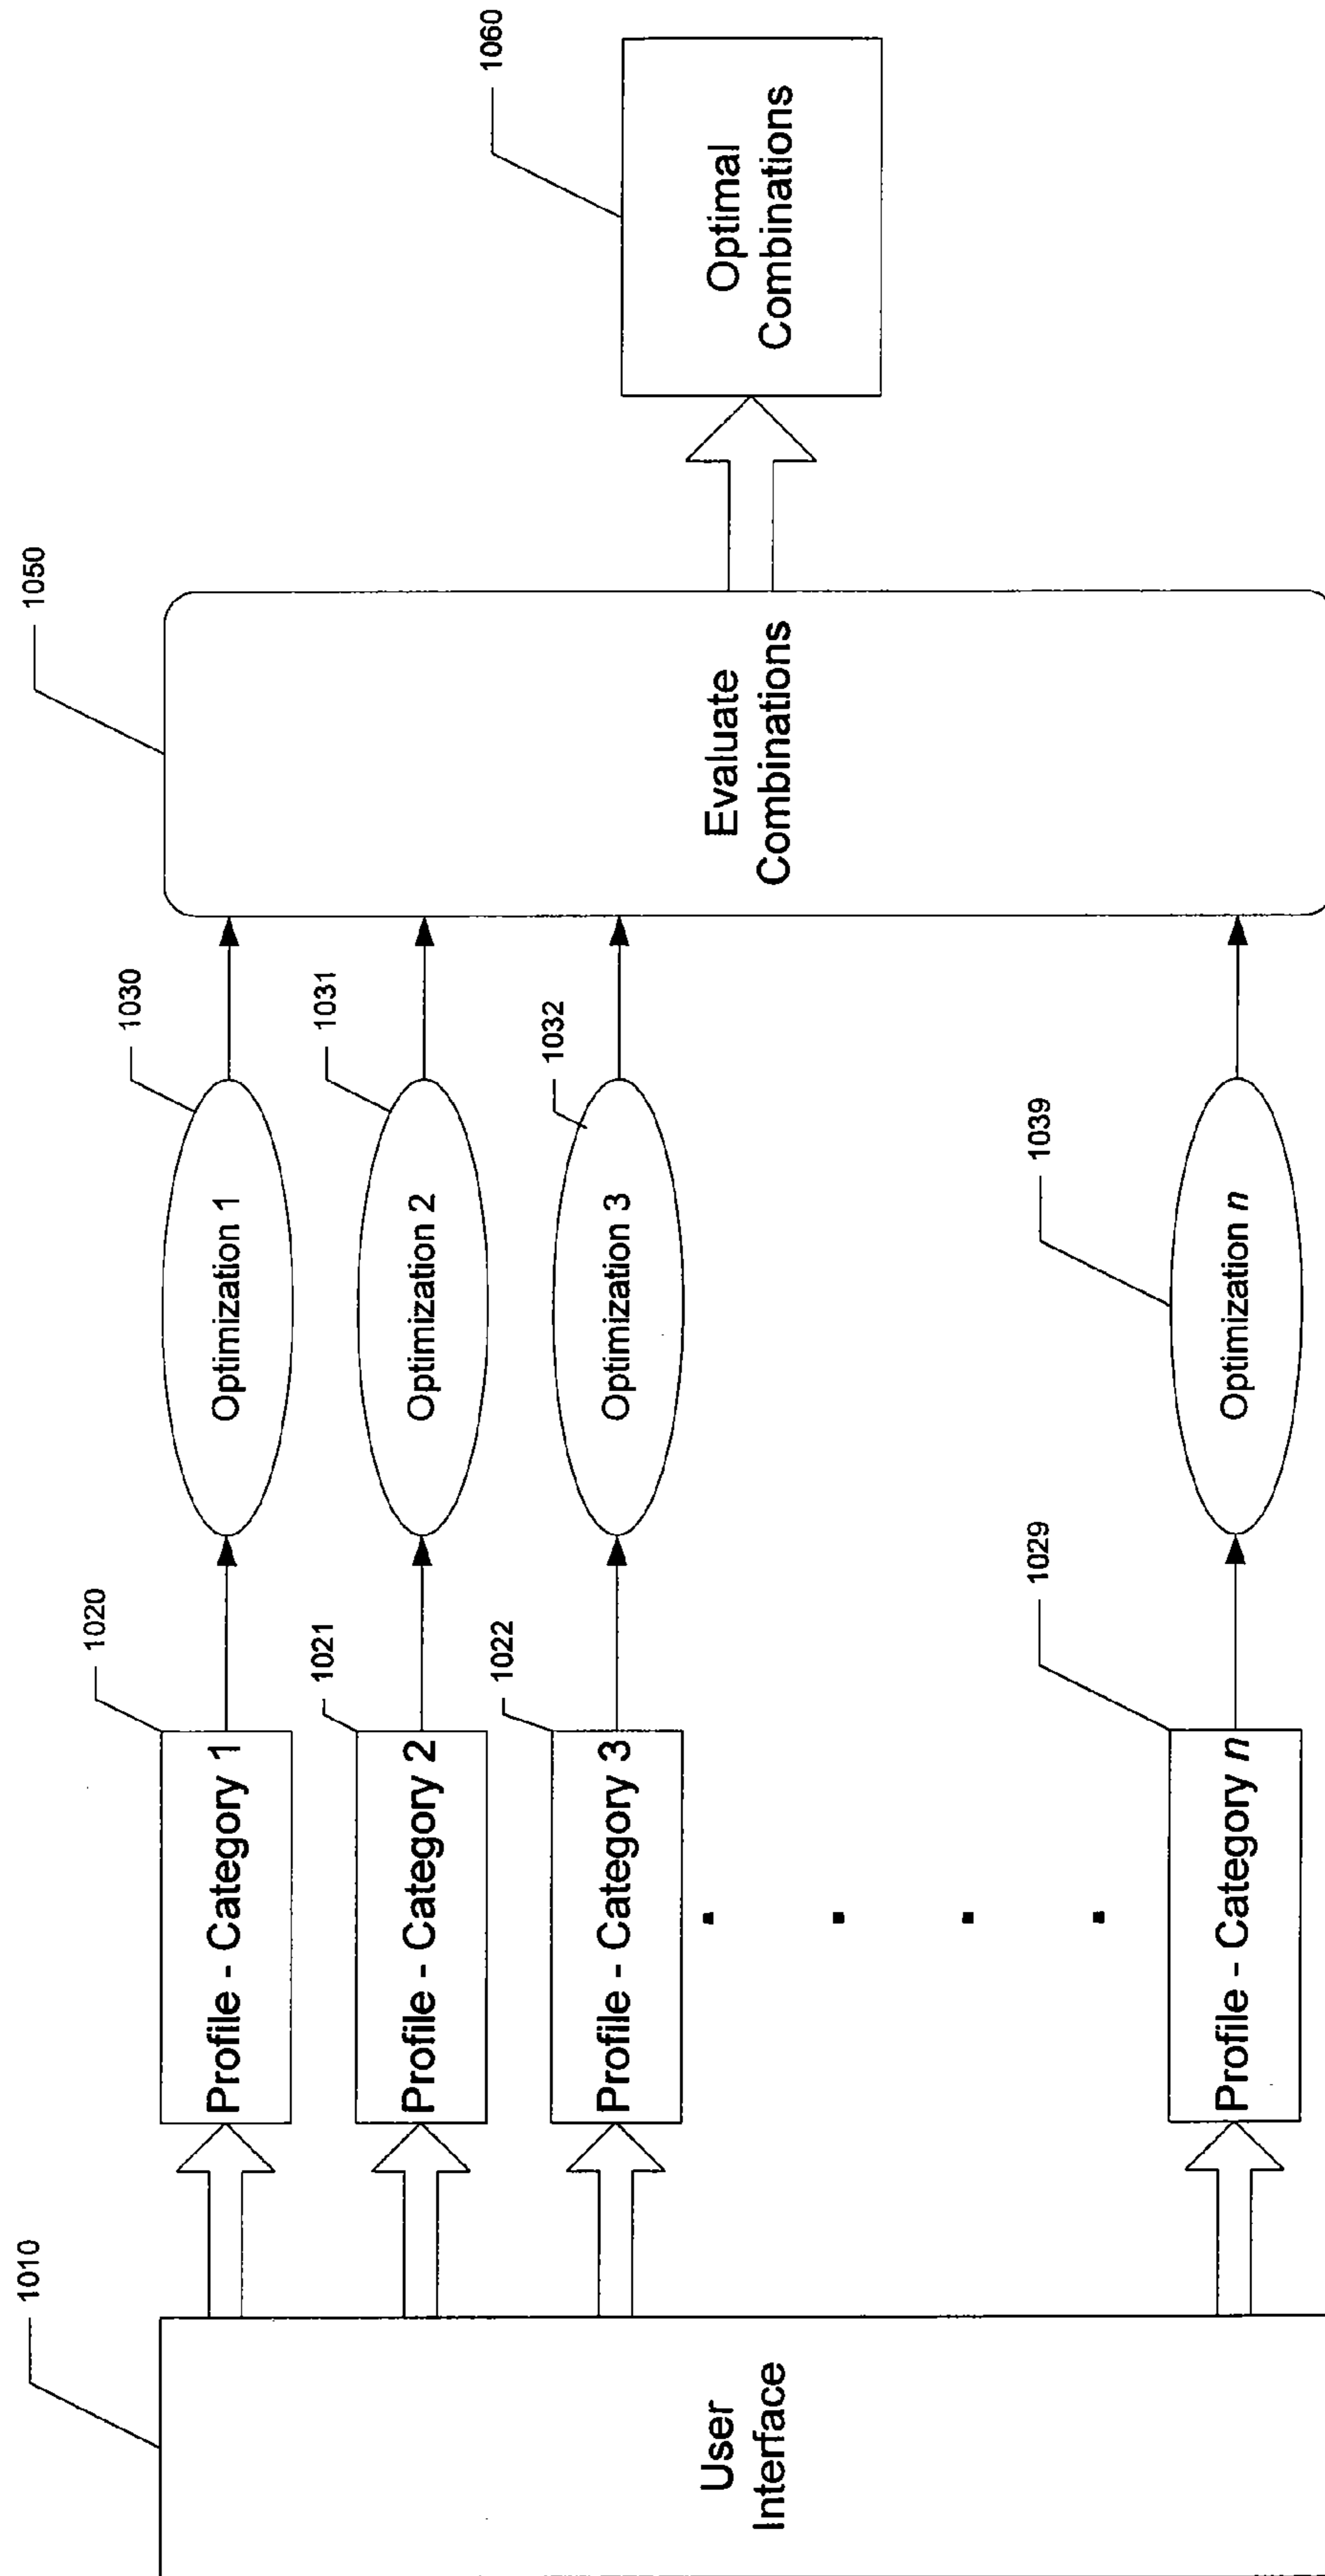 1010
User
Interface
1020
Profile - Category 1
1021
Profile - Category 2
1022
Profile - Category 3
1029
Profile - Category n
1030
Optimization 1
1031
Optimization 2
1032
Optimization 3
1039
Optimization n
1050
Evaluate
Combinations
1060
Optimal
Combinations